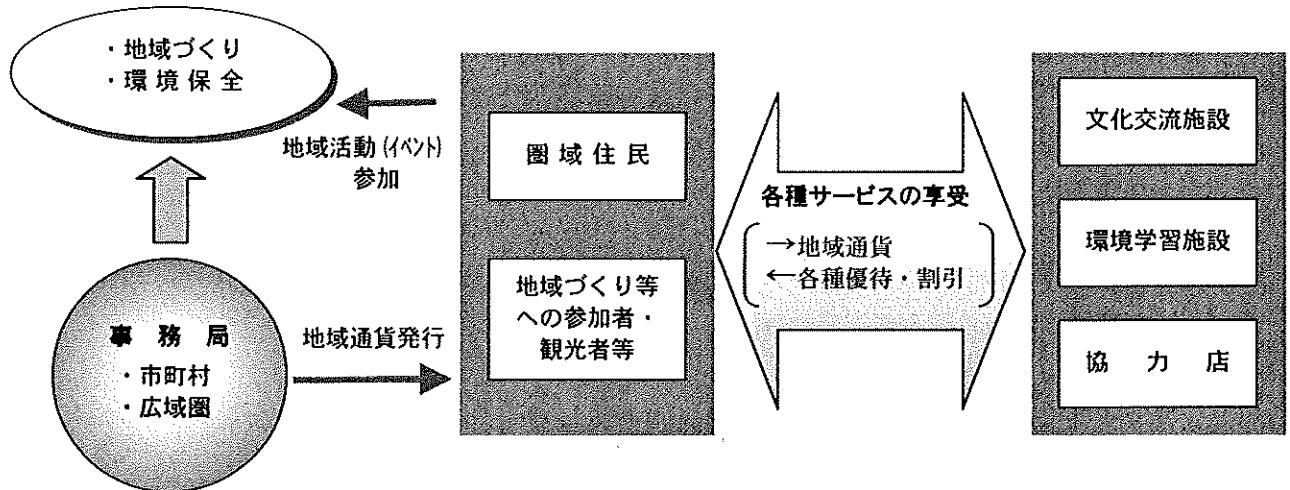 ・地域づくり
・環境保全
地域活動(イベント)
参加
事務局
・市町村
・広域圏
地域通貨発行
圏域住民
地域づくり等
への参加者・
観光者等
各種サービスの享受
→地域通貨
←各種優待・割引
文化交流施設
環境学習施設
協力店